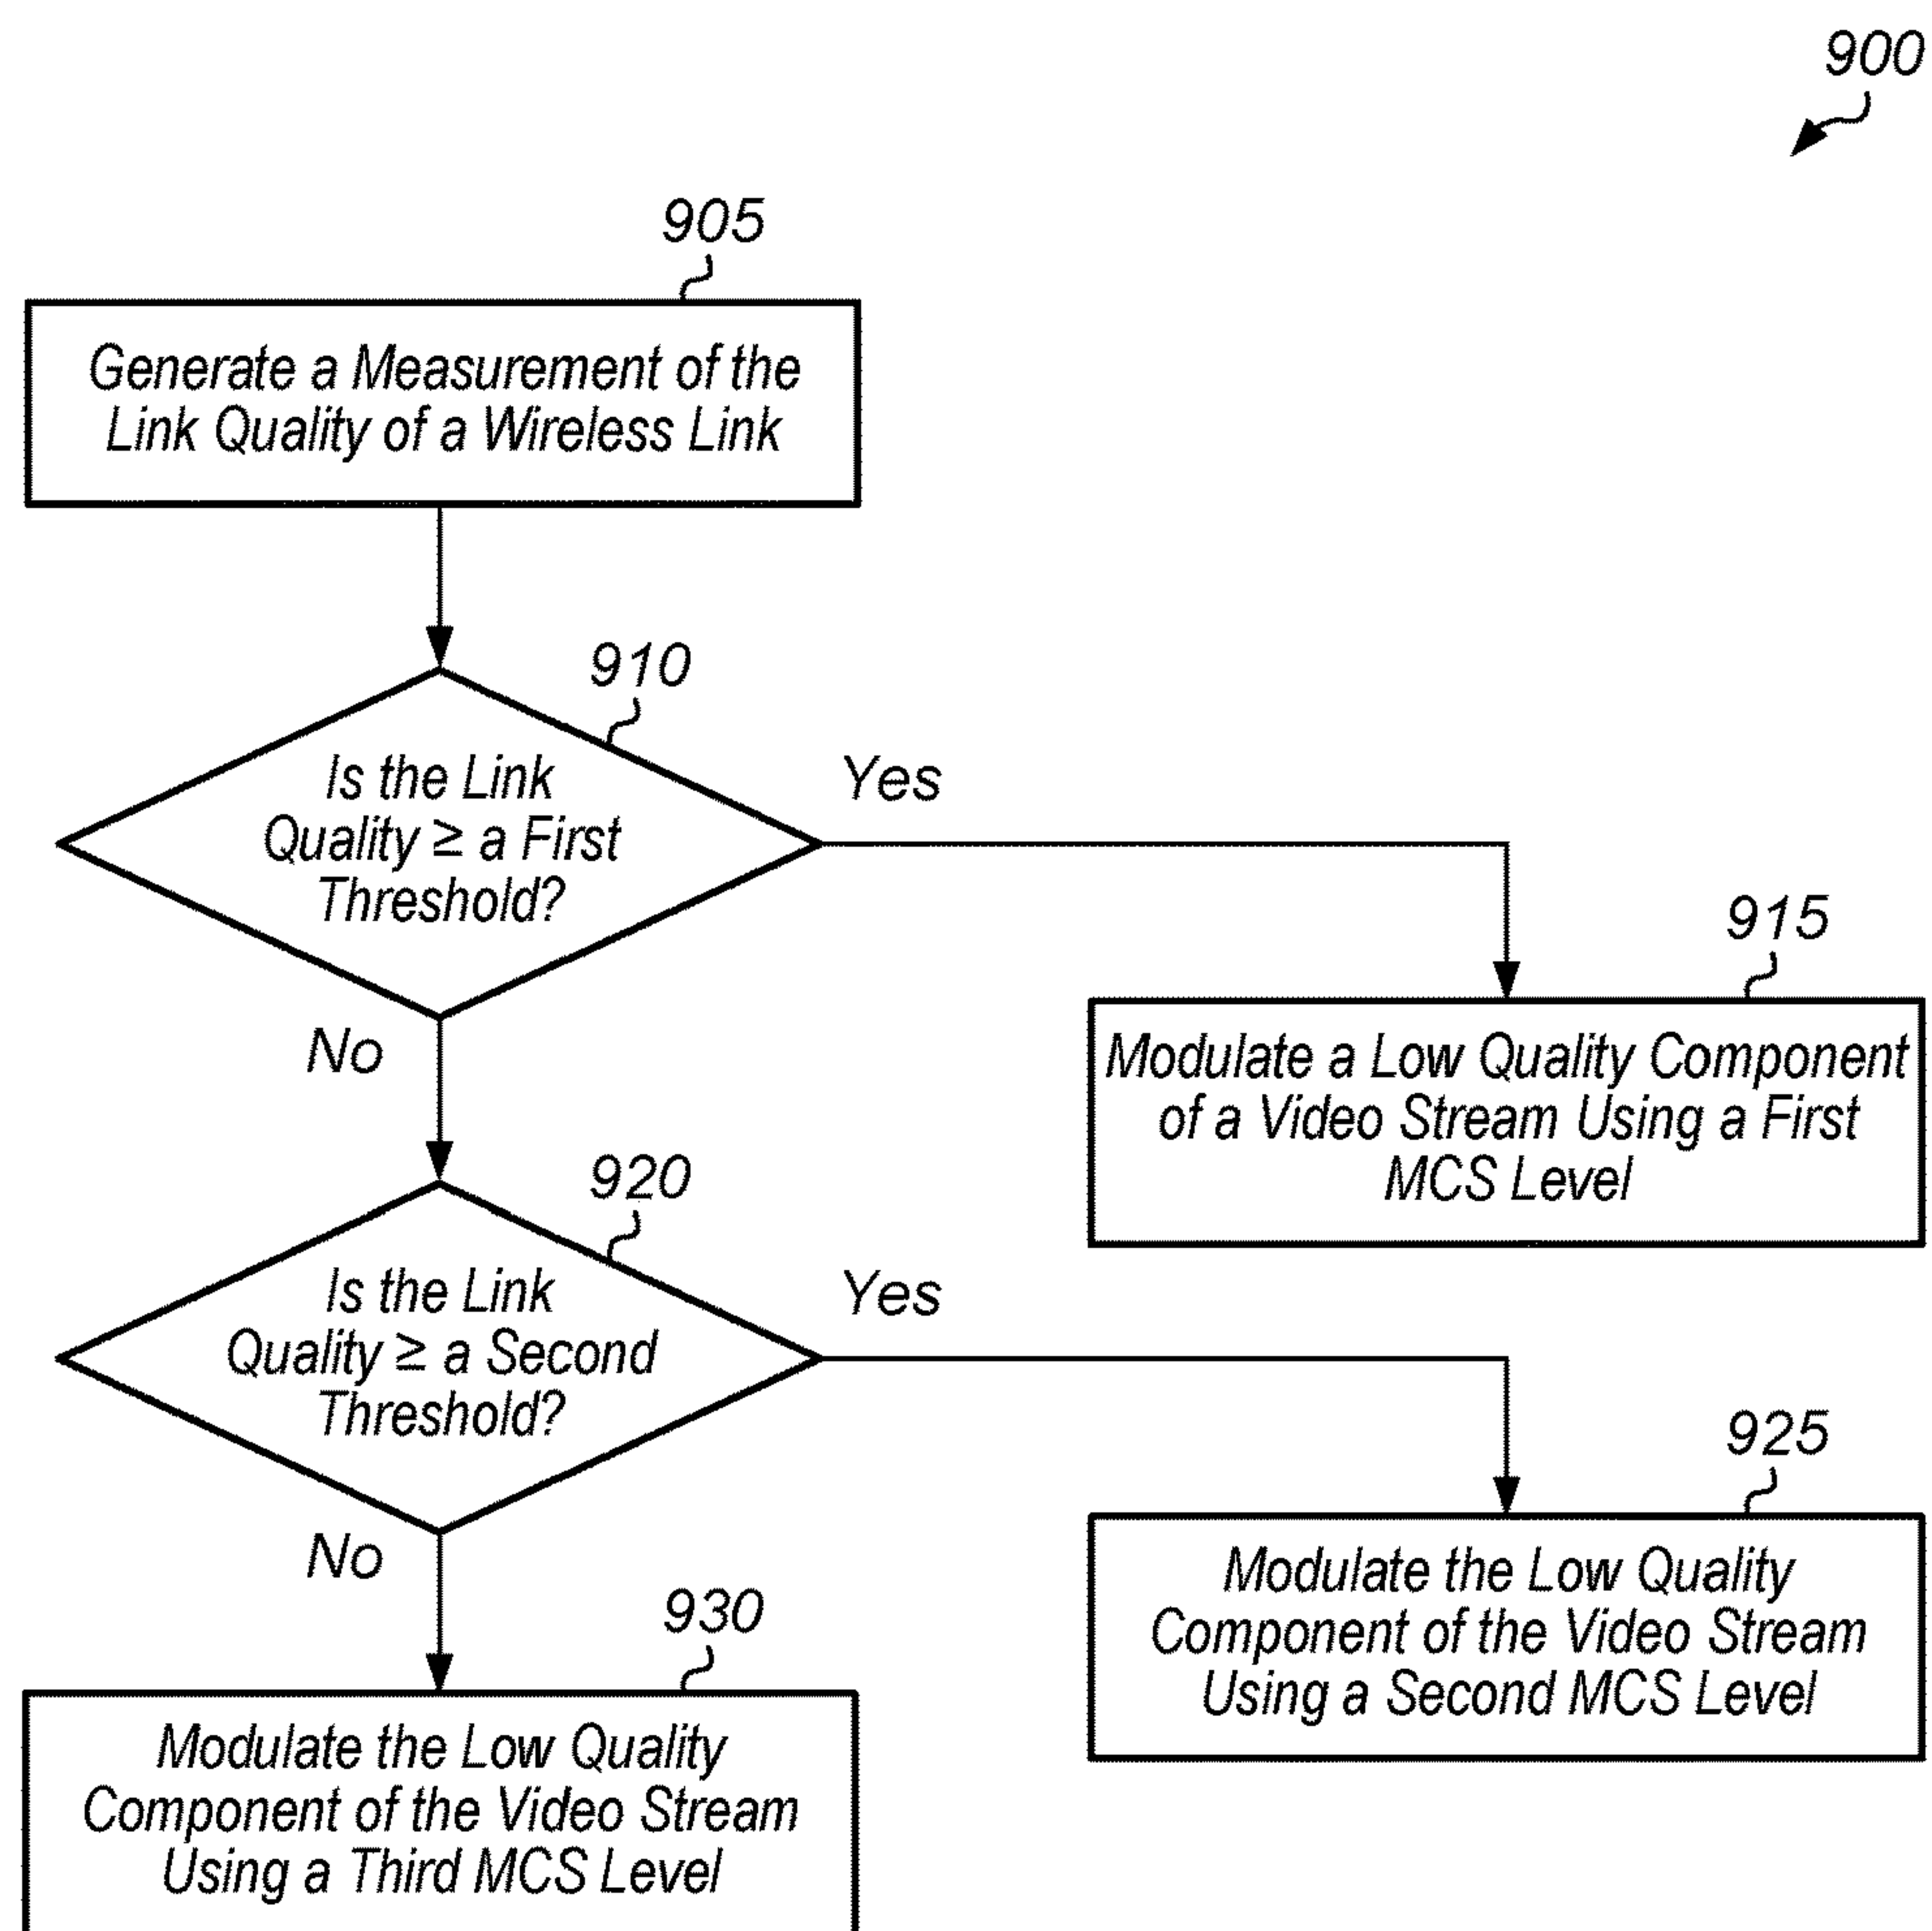 900
905
Generate a Measurement of the
Link Quality of a Wireless Link
910
Is the Link
Quality ≥ a First
Threshold?
Yes
No
915
Modulate a Low Quality Component
of a Video Stream Using a First
MCS Level
920
Is the Link
Quality ≥ a Second
Threshold?
Yes
No
925
Modulate the Low Quality
Component of the Video Stream
Using a Second MCS Level
930
Modulate the Low Quality
Component of the Video Stream
Using a Third MCS Level